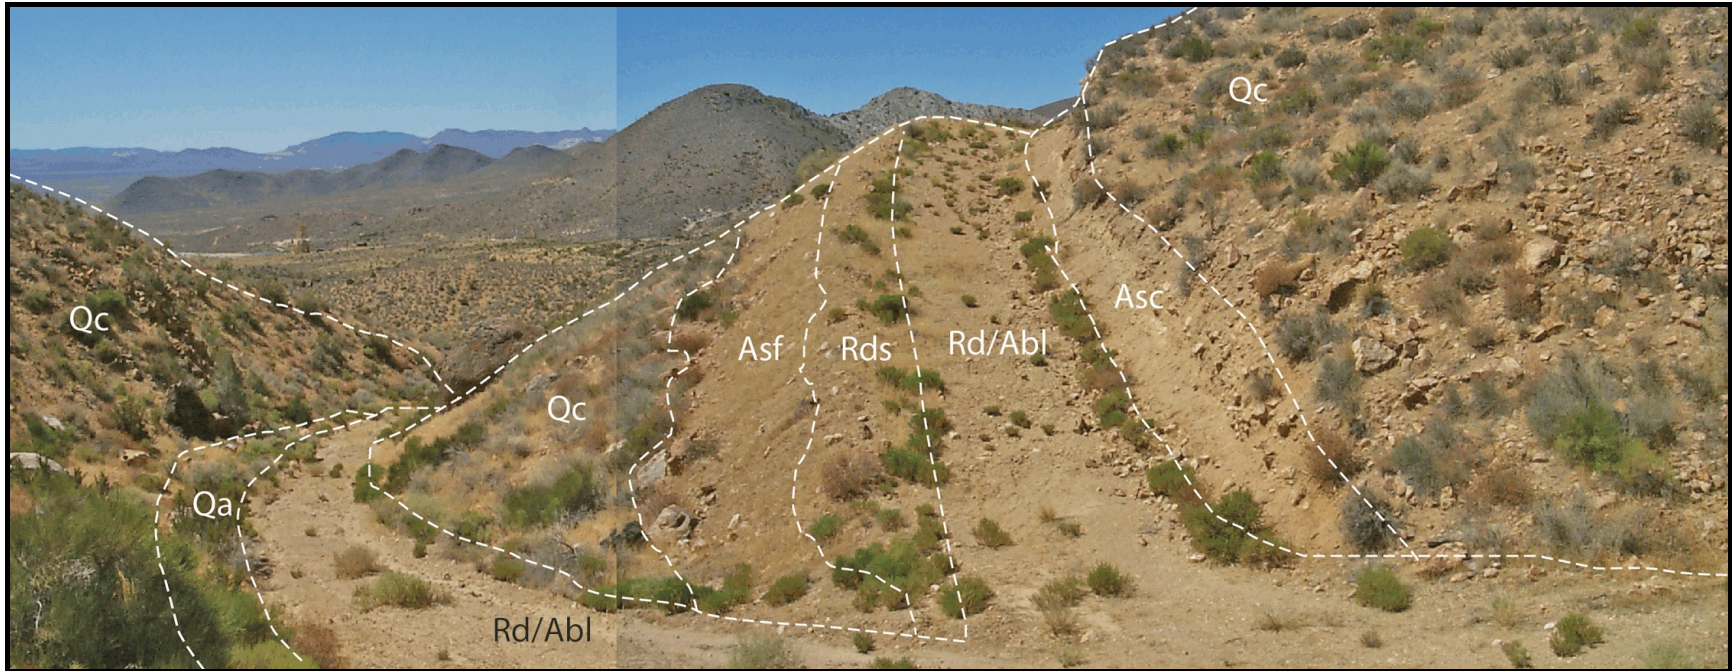 Qc
Qc
Asc
Asf
Rds
Rd/Abl
Qc
Qa
Rd/Abl